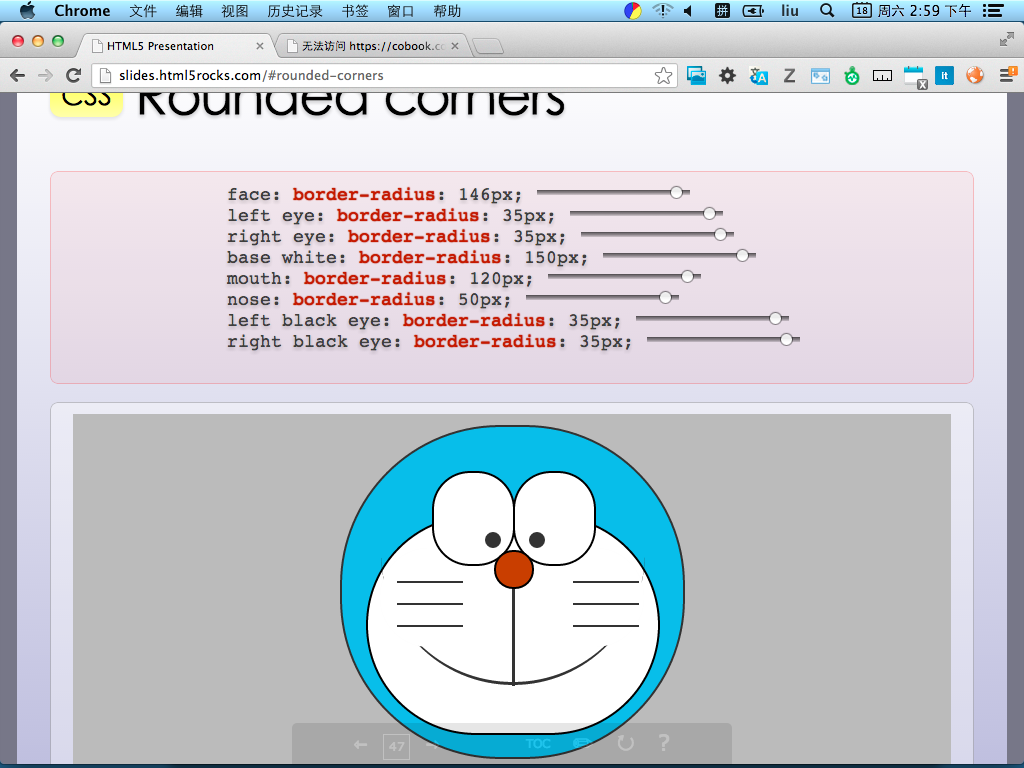 Chrome 文件 编辑 视图 历史记录 书签 窗口 帮助 拼 liu 18 周六 2:59 下午
HTML5 Presentation
无法访问 https://cobook.co
slides.html5rocks.com/#rounded-corners
CSS Rounded corners
face: border-radius: 146px;
left eye: border-radius: 35px;
right eye: border-radius: 35px;
base white: border-radius: 150px;
mouth: border-radius: 120px;
nose: border-radius: 50px;
left black eye: border-radius: 35px;
right black eye: border-radius: 35px;
47 TOC ?